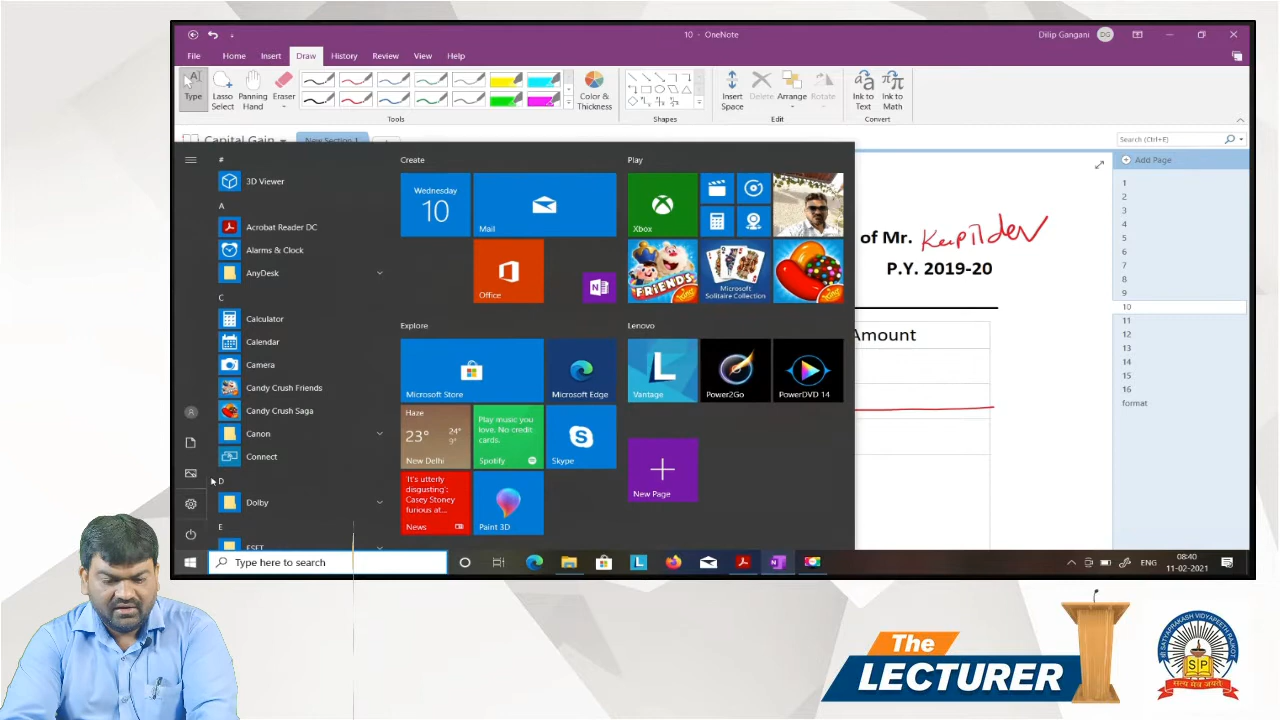 10 - OneNote
Dilip Gangani DG
File Home Insert Draw History Review View Help
Type
Lasso Select
Panning Hand
Eraser
Color & Thickness
Insert Space
Delete
Arrange
Rotate
Ink to Text
Ink to Math
Tools
Shapes
Edit
Convert
Capital Gain
New Section 1
Search (Ctrl+E)
Add Page
1
2
3
4
5
6
7
8
9
10
11
12
13
14
15
16
format
#
3D Viewer
A
Acrobat Reader DC
Alarms & Clock
AnyDesk
C
Calculator
Calendar
Camera
Candy Crush Friends
Candy Crush Saga
Canon
Connect
D
Dolby
E
ESET
Create
Wednesday
10
Mail
Office
Explore
Microsoft Store
Microsoft Edge
Haze
23°
24°
9°
New Delhi
Play music you love. No credit cards.
Spotify
Skype
'It's utterly disgusting': Casey Stoney furious at...
News
Paint 3D
Play
Xbox
FRIENDS
Microsoft Solitaire Collection
Lenovo
L
Vantage
Power2Go
PowerDVD 14
New Page
of Mr. Kapildev
P.Y. 2019-20
Amount
Type here to search
L
ENG
08:40
11-02-2021
The
LECTURER
SP
सत्य मेव जयते